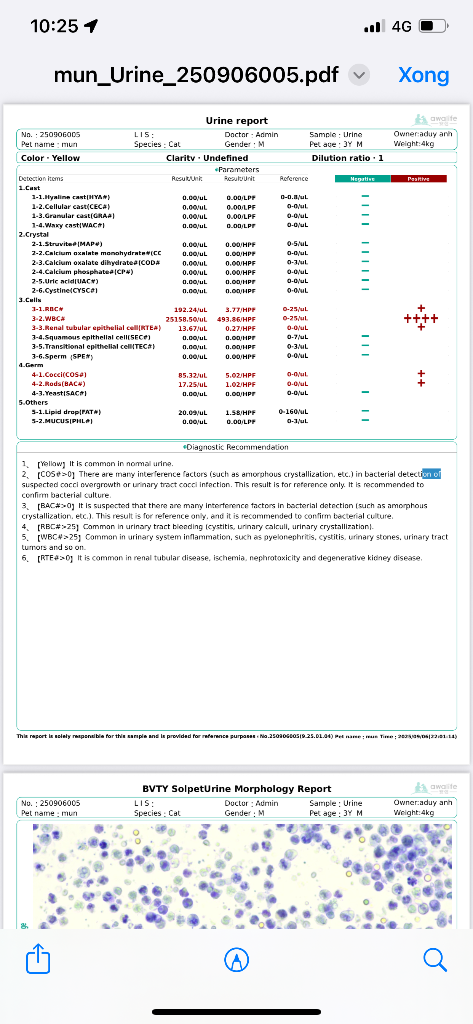 10:25
4G
mun_Urine_250906005.pdf
Xong
Urine report
awalife
No. : 250906005 LIS : Doctor : Admin Sample : Urine Owner:aduy anh
Pet name : mun Species : Cat Gender : M Pet age : 3Y M Weight:4kg
Color · Yellow Clarity · Undefined Dilution ratio · 1
Parameters
Detection items Result/Unit Result/Unit Reference Negative Positive
1.Cast
1-1.Hyaline cast(HYA#) 0.00/uL 0.00/LPF 0-0.8/uL −
1-2.Cellular cast(CEC#) 0.00/uL 0.00/LPF 0-0/uL −
1-3.Granular cast(GRA#) 0.00/uL 0.00/LPF 0-0/uL −
1-4.Waxy cast(WAC#) 0.00/uL 0.00/LPF 0-0/uL −
2.Crystal
2-1.Struvite#(MAP#) 0.00/uL 0.00/HPF 0-5/uL −
2-2.Calcium oxalate monohydrate#(CC 0.00/uL 0.00/HPF 0-0/uL −
2-3.Calcium oxalate dihydrate#(COD# 0.00/uL 0.00/HPF 0-3/uL −
2-4.Calcium phosphate#(CP#) 0.00/uL 0.00/HPF 0-0/uL −
2-5.Uric acid(UAC#) 0.00/uL 0.00/HPF 0-0/uL −
2-6.Cystine(CYSC#) 0.00/uL 0.00/HPF 0-0/uL −
3.Cells
3-1.RBC# 192.24/uL 3.77/HPF 0-25/uL +
3-2.WBC# 25158.50/uL 493.86/HPF 0-25/uL ++++
3-3.Renal tubular epithelial cell(RTE#) 13.67/uL 0.27/HPF 0-0/uL +
3-4.Squamous epithelial cell(SEC#) 0.00/uL 0.00/HPF 0-7/uL −
3-5.Transitional epithelial cell(TEC#) 0.00/uL 0.00/HPF 0-3/uL −
3-6.Sperm (SPE#) 0.00/uL 0.00/HPF 0-0/uL −
4.Germ
4-1.Cocci(COS#) 85.32/uL 5.02/HPF 0-0/uL +
4-2.Rods(BAC#) 17.25/uL 1.02/HPF 0-0/uL +
4-3.Yeast(SAC#) 0.00/uL 0.00/HPF 0-0/uL −
5.Others
5-1.Lipid drop(FAT#) 20.09/uL 1.58/HPF 0-160/uL −
5-2.MUCUS(PHL#) 0.00/uL 0.00/LPF 0-3/uL −
Diagnostic Recommendation
1、[Yellow] It is common in normal urine.
2、[COS#>0] There are many interference factors (such as amorphous crystallization, etc.) in bacterial detection of
suspected cocci overgrowth or urinary tract cocci infection. This result is for reference only. It is recommended to
confirm bacterial culture.
3、[BAC#>0] It is suspected that there are many interference factors in bacterial detection (such as amorphous
crystallization, etc.). This result is for reference only, and it is recommended to confirm bacterial culture.
4、[RBC#>25] Common in urinary tract bleeding (cystitis, urinary calculi, urinary crystallization).
5、[WBC#>25] Common in urinary system inflammation, such as pyelonephritis, cystitis, urinary stones, urinary tract
tumors and so on.
6、[RTE#>0] It is common in renal tubular disease, ischemia, nephrotoxicity and degenerative kidney disease.
This report is solely responsible for this sample and is provided for reference purposes : No.250906005(9.25.01.04) Pet name : mun Time : 2025/09/06(22:01:14)
BVTY SolpetUrine Morphology Report
awalife
No. : 250906005 LIS : Doctor : Admin Sample : Urine Owner:aduy anh
Pet name : mun Species : Cat Gender : M Pet age : 3Y M Weight:4kg